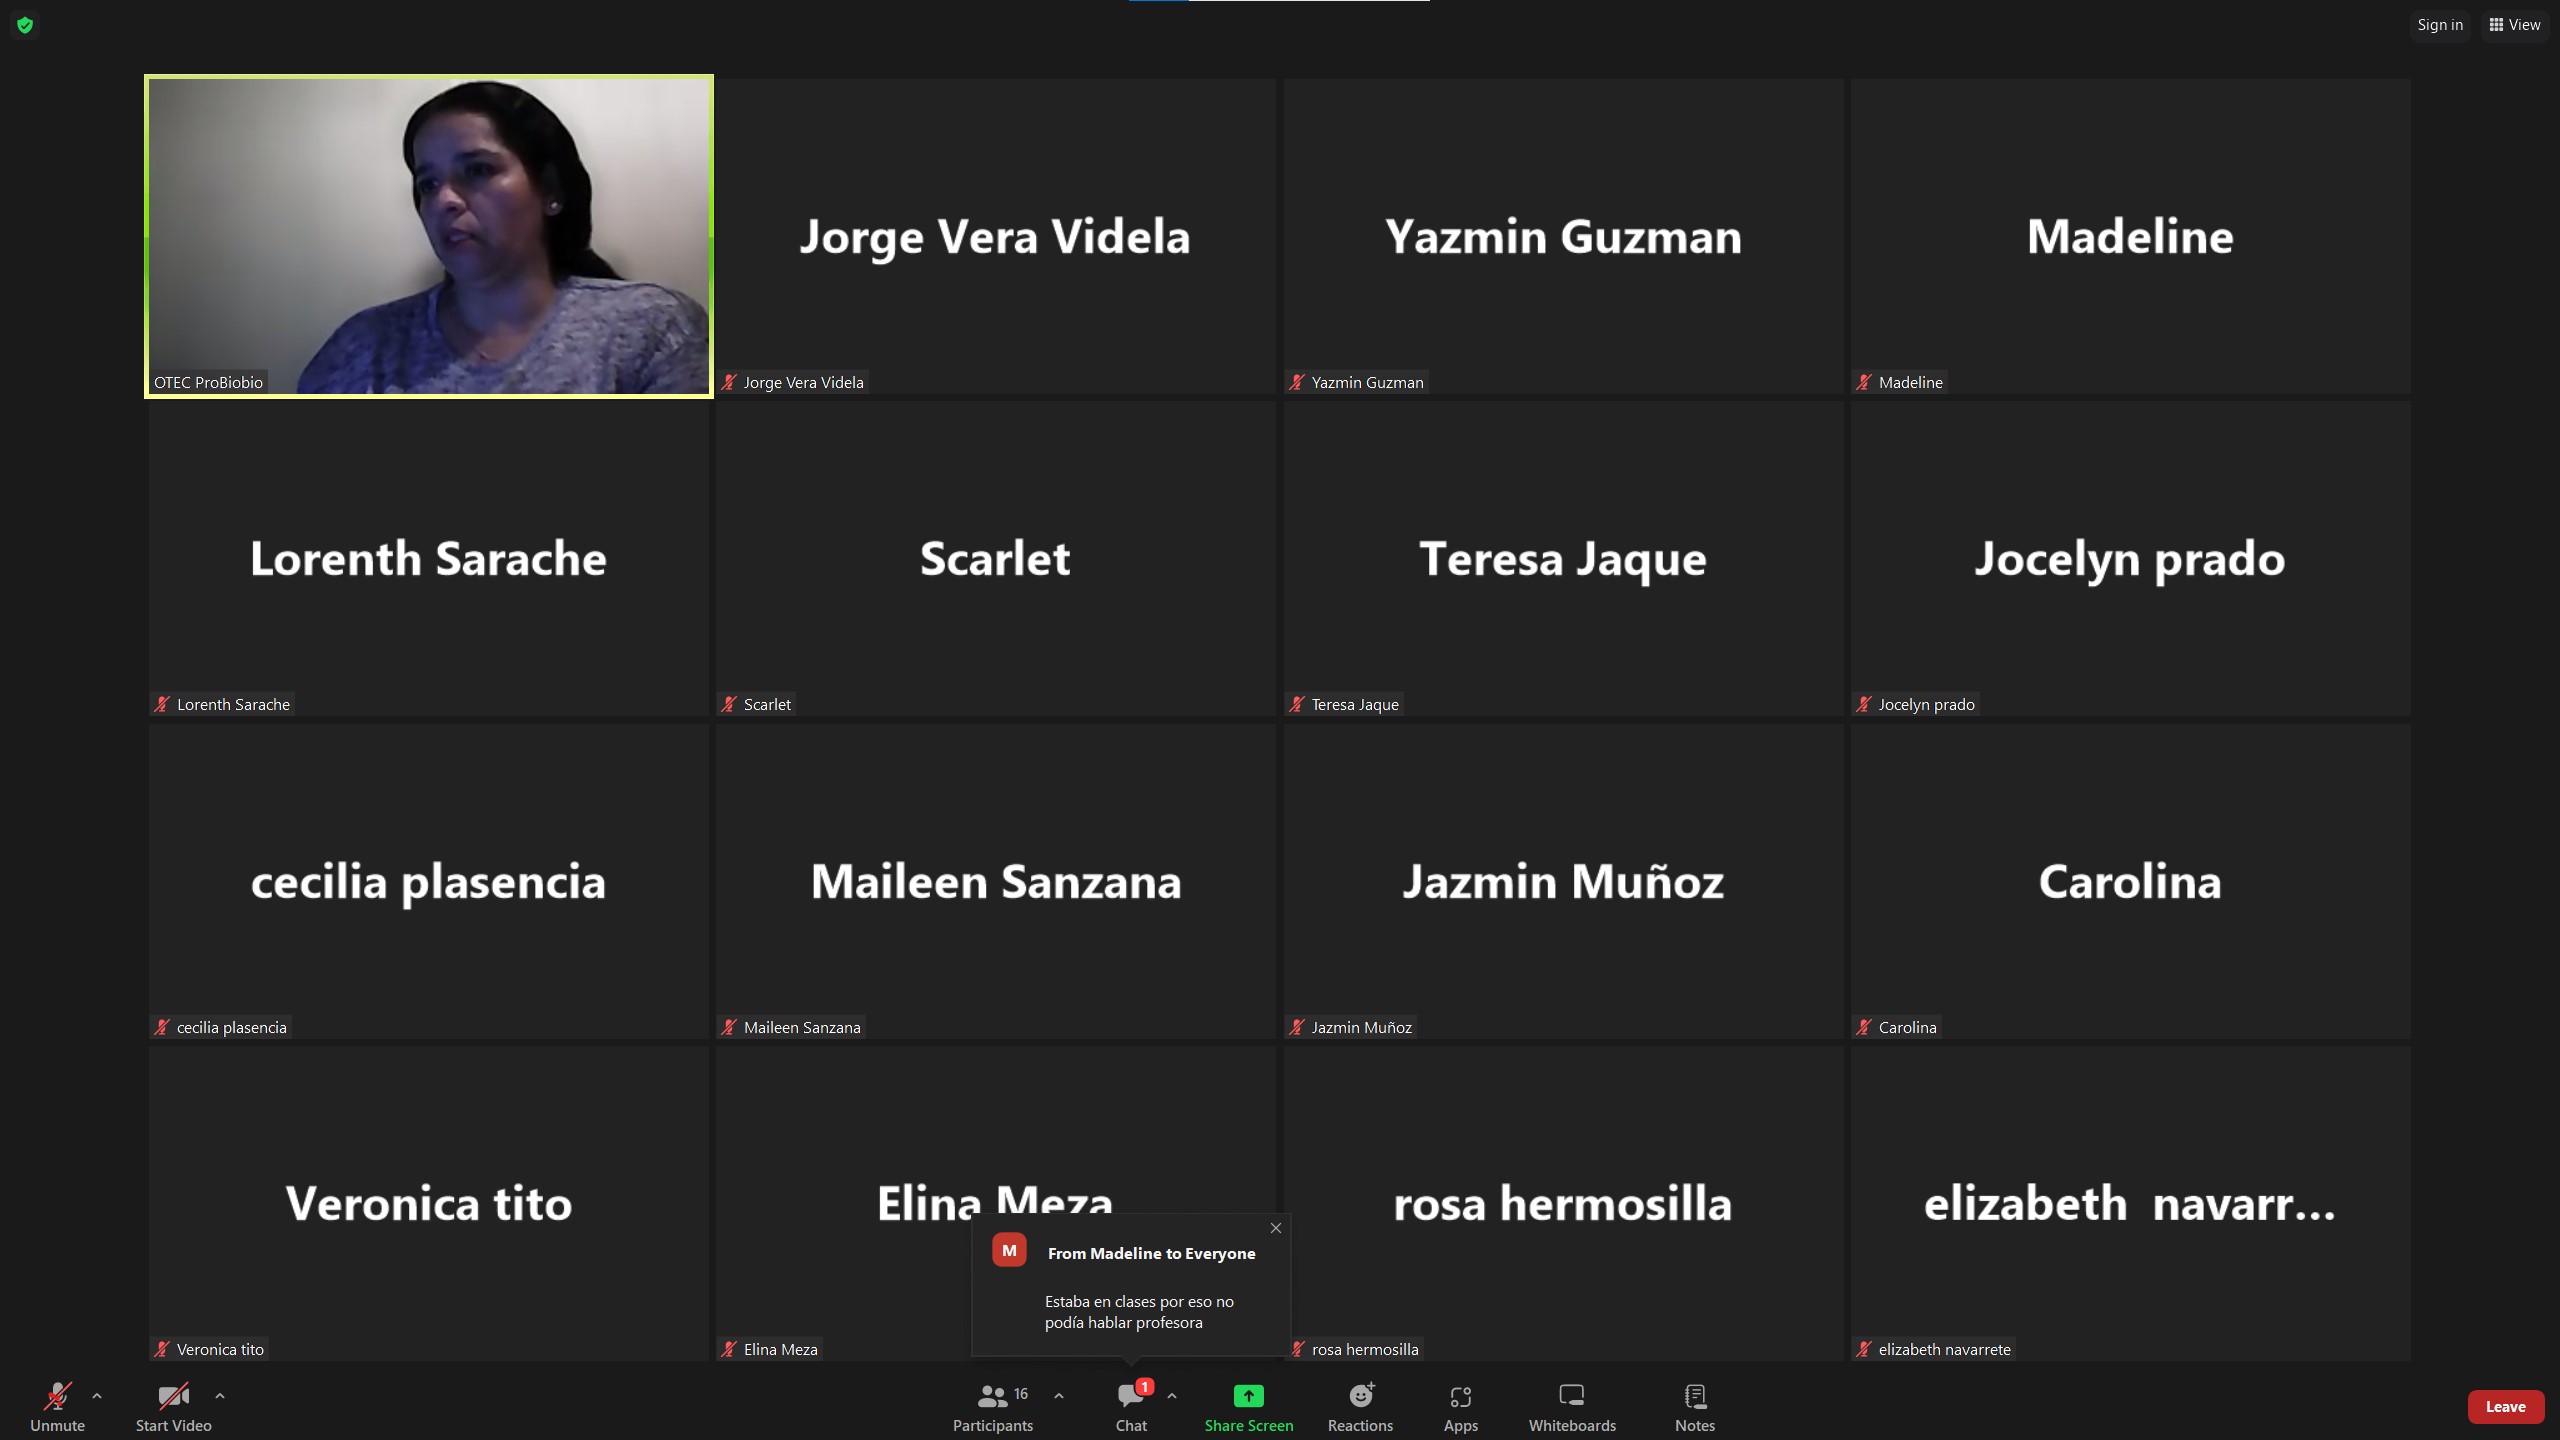 Sign in
View
OTEC ProBiobio
Jorge Vera Videla
Jorge Vera Videla
Yazmin Guzman
Yazmin Guzman
Madeline
Madeline
Lorenth Sarache
Lorenth Sarache
Scarlet
Scarlet
Teresa Jaque
Teresa Jaque
Jocelyn prado
Jocelyn prado
cecilia plasencia
cecilia plasencia
Maileen Sanzana
Maileen Sanzana
Jazmin Muñoz
Jazmin Muñoz
Carolina
Carolina
Veronica tito
Veronica tito
Elina Meza
Elina Meza
rosa hermosilla
rosa hermosilla
elizabeth navarr...
elizabeth navarrete
M
From Madeline to Everyone
Estaba en clases por eso no
podía hablar profesora
Unmute
Start Video
16
Participants
1
Chat
Share Screen
Reactions
Apps
Whiteboards
Notes
Leave